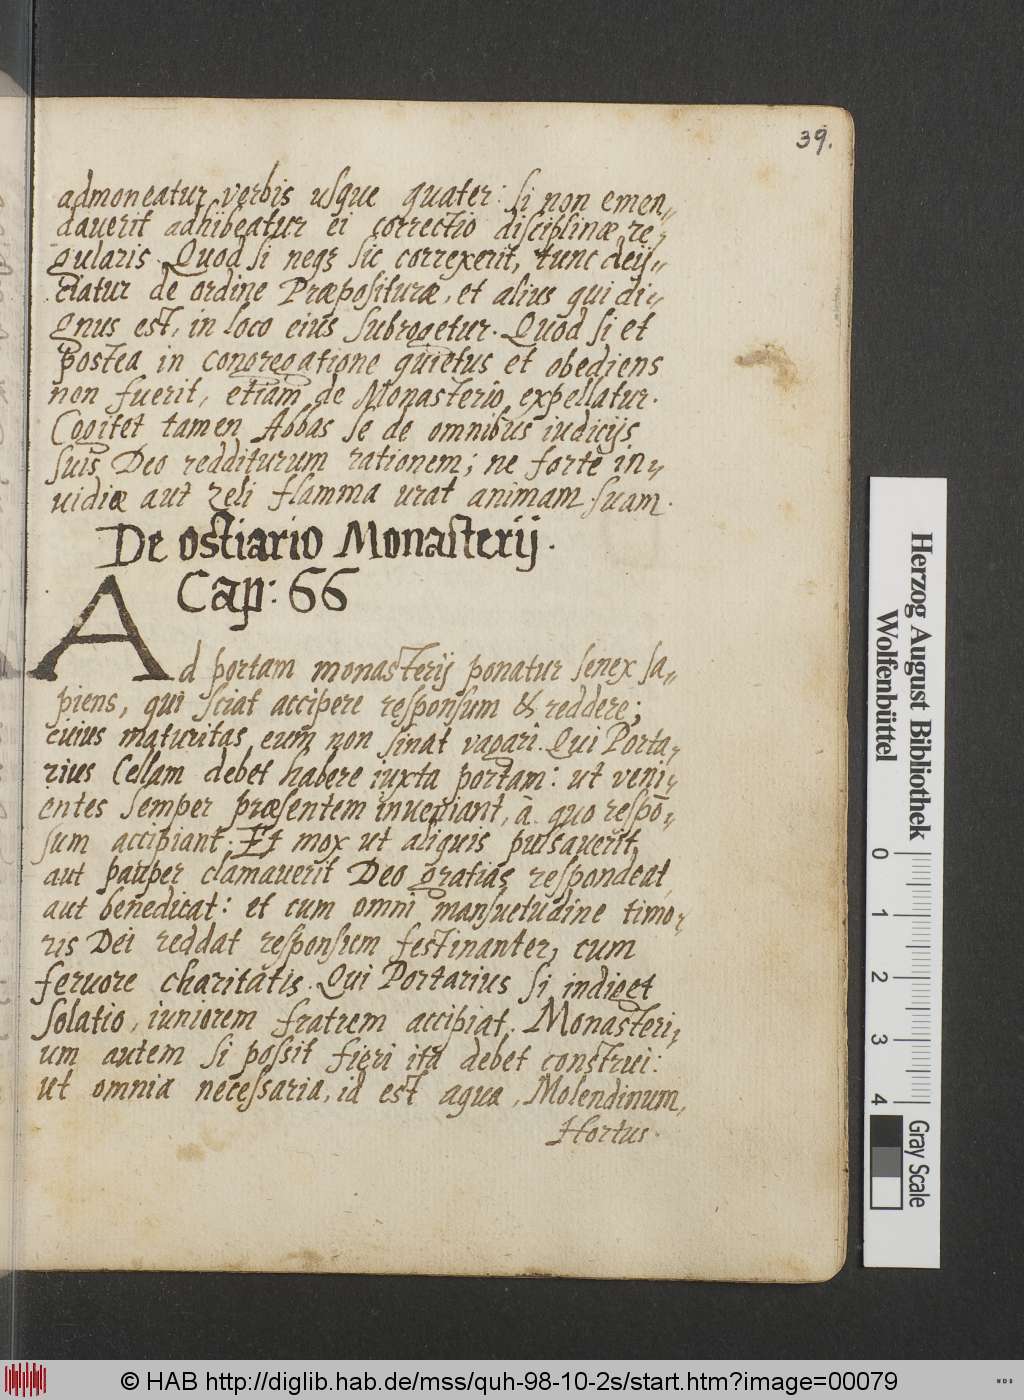 39.
admoneatur verbis usque quater: si non emen„
dauerit adhibeatur ei correctio disciplinæ re„
gularis. Quod si neqz sic correxerit, tunc deij„
ciatur de ordine Præposituræ, et alius qui di„
gnus est, in loco eius subrogetur. Quod si et
postea in congregatione quietus et obediens
non fuerit, etiam de Monasterio expellatur.
Cogitet tamen Abbas se de omnibus iudicijs
suis Deo redditurum rationem; ne forte in„
uidiæ aut zeli flamma urat animam suam.
De ostiario Monasterij.
Cap: 66
Ad portam monasterij ponatur senex sa„
piens, qui sciat accipere responsum & reddere;
cuius maturitas eum non sinat vagari. Qui Porta„
rius Cellam debet habere iuxta portam: ut veni„
entes semper præsentem inueniant, à quo respō„
sum accipiant. Et mox ut aliquis pulsauerit,
aut pauper clamauerit Deo gratias respondeat
aut benedicat: et cum omni mansuetudine timo„
ris Dei reddat responsum festinanter, cum
feruore charitatis. Qui Portarius si indiget
solatio, iuniorem fratrem accipiat. Monasteri„
um autem si possit fieri ita debet construi:
ut omnia necessaria, id est aqua, Molendinum,
Hortus.
Herzog August Bibliothek
Wolfenbüttel
0 1 2 3 4
Gray Scale
© HAB http://diglib.hab.de/mss/quh-98-10-2s/start.htm?image=00079